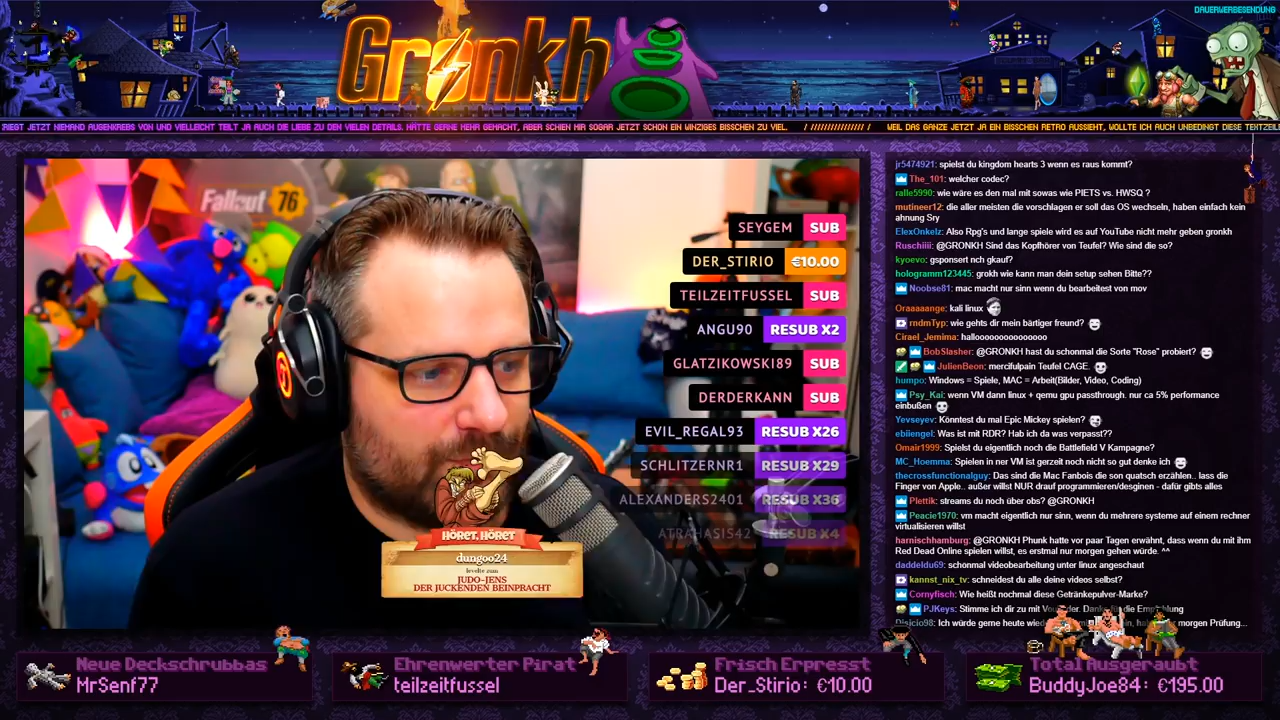 DAUERWERBESENDUNG
Gronkh
RIEGT JETZT NIEMAND AUGENKREBS VON UND VIELLEICHT TEILT JA AUCH DIE LIEBE ZU DEN VIELEN DETAILS. HÄTTE GERNE MEHR GEMACHT, ABER SCHIEN MIR SOGAR JETZT SCHON EIN WINZIGES BISSCHEN ZU VIEL. / //////////////// / WEIL DAS GANZE JETZT JA EIN BISSCHEN RETRO AUSSIEHT, WOLLTE ICH AUCH UNBEDINGT DIESE TEXTZEIL
Fallout 76
SEYGEM SUB
DER_STIRIO €10.00
TEILZEITFUSSEL SUB
ANGU90 RESUB X2
GLATZIKOWSKI89 SUB
DERDERKANN SUB
EVIL_REGAL93 RESUB X26
SCHLITZERNR1 RESUB X29
ALEXANDERS2401 RESUB X36
ATRAHASIS42 RESUB X4
HÖRET, HÖRET
dungoo24
levelte zum
JUDO-JENS
DER JUCKENDEN BEINPRACHT
jr5474921: spielst du kingdom hearts 3 wenn es raus kommt?
The_101: welcher codec?
ralle5990: wie wäre es den mal mit sowas wie PIETS vs. HWSQ ?
mutineer12: die aller meisten die vorschlagen er soll das OS wechseln, haben einfach kein
ahnung Sry
ElexOnkelz: Also Rpg's und lange spiele wird es auf YouTube nicht mehr geben gronkh
Ruschiiii: @GRONKH Sind das Kopfhörer von Teufel? Wie sind die so?
kyoevo: gsponsert nch gkauf?
hologramm123445: grokh wie kann man dein setup sehen Bitte??
Noobse81: mac macht nur sinn wenn du bearbeitest von mov
Oraaaaange: kali linux
rndmTyp: wie gehts dir mein bärtiger freund?
Cirael_Jemima: hallooooooooooooo
BobSlasher: @GRONKH hast du schonmal die Sorte "Rose" probiert?
JulienBeon: mercifulpain Teufel CAGE.
humpo: Windows = Spiele, MAC = Arbeit(Bilder, Video, Coding)
Psy_Kai: wenn VM dann linux + qemu gpu passthrough. nur ca 5% performance
einbußen
Yevseyev: Könntest du mal Epic Mickey spielen?
ebiiengel: Was ist mit RDR? Hab ich da was verpasst??
Omair1999: Spielst du eigentlich noch die Battlefield V Kampagne?
MC_Hoemma: Spielen in ner VM ist gerzeit noch nicht so gut denke ich
thecrossfunctionalguy: Das sind die Mac Fanbois die son quatsch erzählen.. lass die
Finger von Apple.. außer willst NUR drauf programmieren/desginen - dafür gibts alles
Plettik: streams du noch über obs? @GRONKH
Peacie1970: vm macht eigentlich nur sinn, wenn du mehrere systeme auf einem rechner
virtualisieren willst
harnischhamburg: @GRONKH Phunk hatte vor paar Tagen erwähnt, dass wenn du mit ihm
Red Dead Online spielen willst, es erstmal nur morgen gehen würde. ^^
daddeldu69: schonmal videobearbeitung unter linux angeschaut
kannst_nix_tv: schneidest du alle deine videos selbst?
Cornyfisch: Wie heißt nochmal diese Getränkepulver-Marke?
PJKeys: Stimme ich dir zu mit
Disicio98: Ich würde gerne heute morgen Prüfung...
Neue Deckschrubbas
MrSenf77
Ehrenwerter Pirat
teilzeitfussel
Frisch Erpresst
Der_Stirio: €10.00
Total Ausgeraubt
BuddyJoe84: €195.00